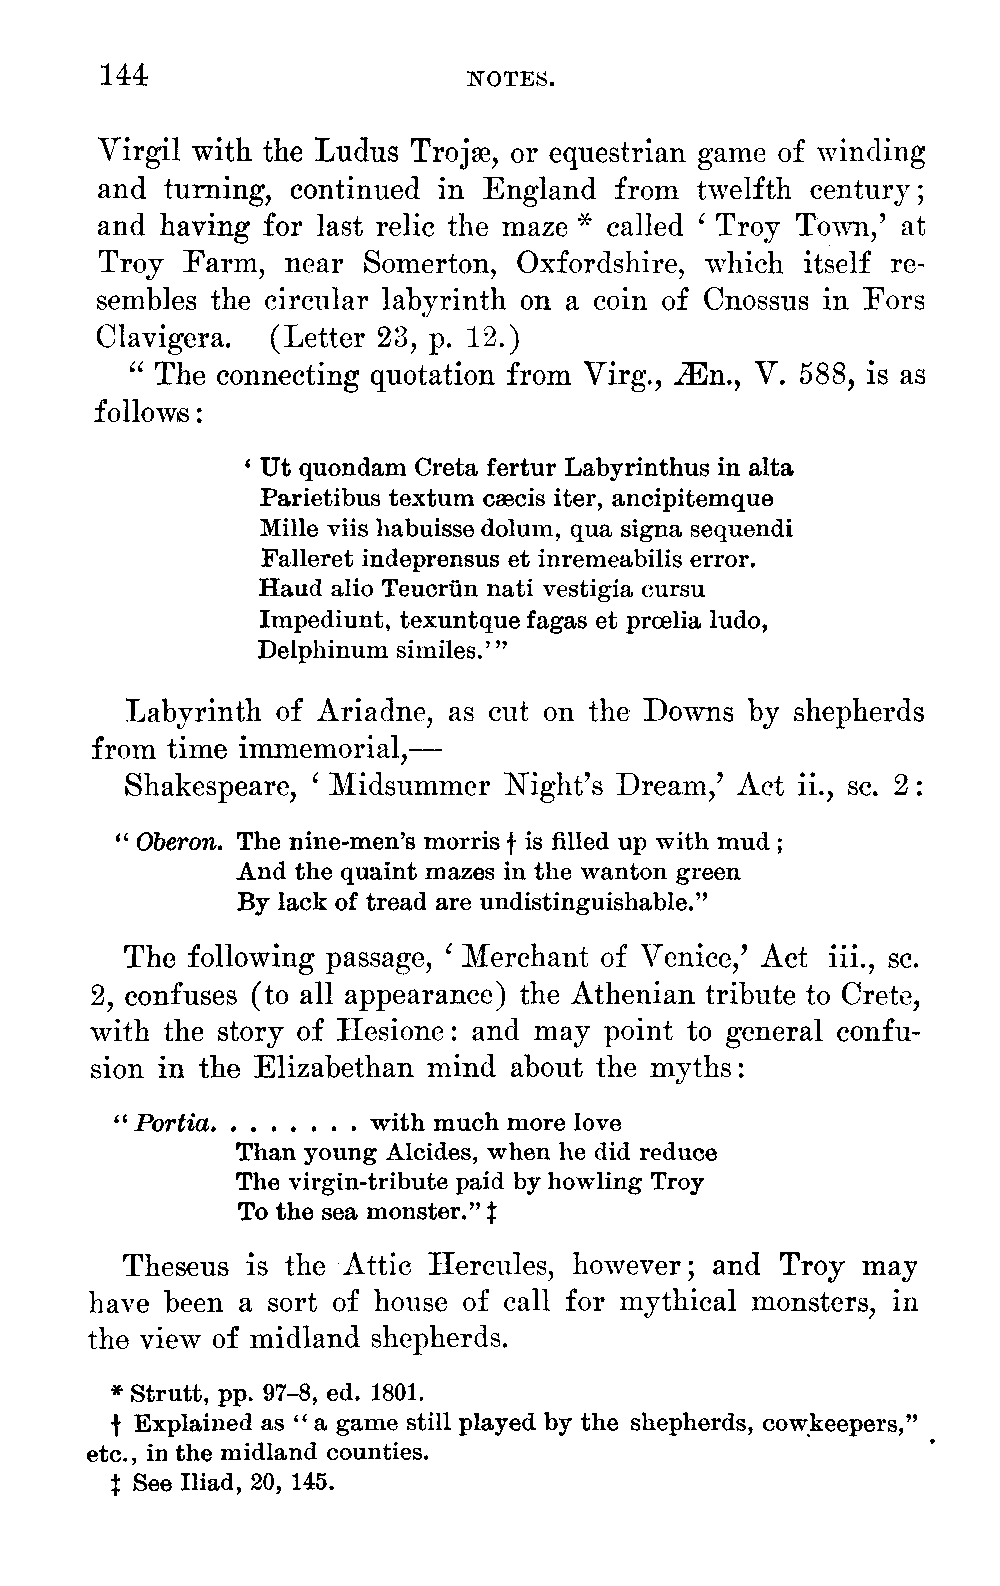 144 NOTES.
Virgil with the Ludus Trojæ, or equestrian game of winding
and turning, continued in England from twelfth century;
and having for last relic the maze * called ‘ Troy Town,’ at
Troy Farm, near Somerton, Oxfordshire, which itself re-
sembles the circular labyrinth on a coin of Cnossus in Fors
Clavigera. (Letter 23, p. 12.)
“ The connecting quotation from Virg., Æn., V. 588, is as
follows:
‘ Ut quondam Creta fertur Labyrinthus in alta
Parietibus textum cæcis iter, ancipitemque
Mille viis habuisse dolum, qua signa sequendi
Falleret indeprensus et inremeabilis error.
Haud alio Teucrün nati vestigia cursu
Impediunt, texuntque fagas et prœlia ludo,
Delphinum similes.’”
Labyrinth of Ariadne, as cut on the Downs by shepherds
from time immemorial,—
Shakespeare, ‘ Midsummer Night’s Dream,’ Act ii., sc. 2:
“ Oberon. The nine-men’s morris † is filled up with mud;
And the quaint mazes in the wanton green
By lack of tread are undistinguishable.”
The following passage, ‘ Merchant of Venice,’ Act iii., sc.
2, confuses (to all appearance) the Athenian tribute to Crete,
with the story of Hesione: and may point to general confu-
sion in the Elizabethan mind about the myths:
“ Portia. . . . . . . . with much more love
Than young Alcides, when he did reduce
The virgin-tribute paid by howling Troy
To the sea monster.” ‡
Theseus is the Attic Hercules, however; and Troy may
have been a sort of house of call for mythical monsters, in
the view of midland shepherds.
* Strutt, pp. 97–8, ed. 1801.
† Explained as “ a game still played by the shepherds, cowkeepers,”
etc., in the midland counties.
‡ See Iliad, 20, 145.